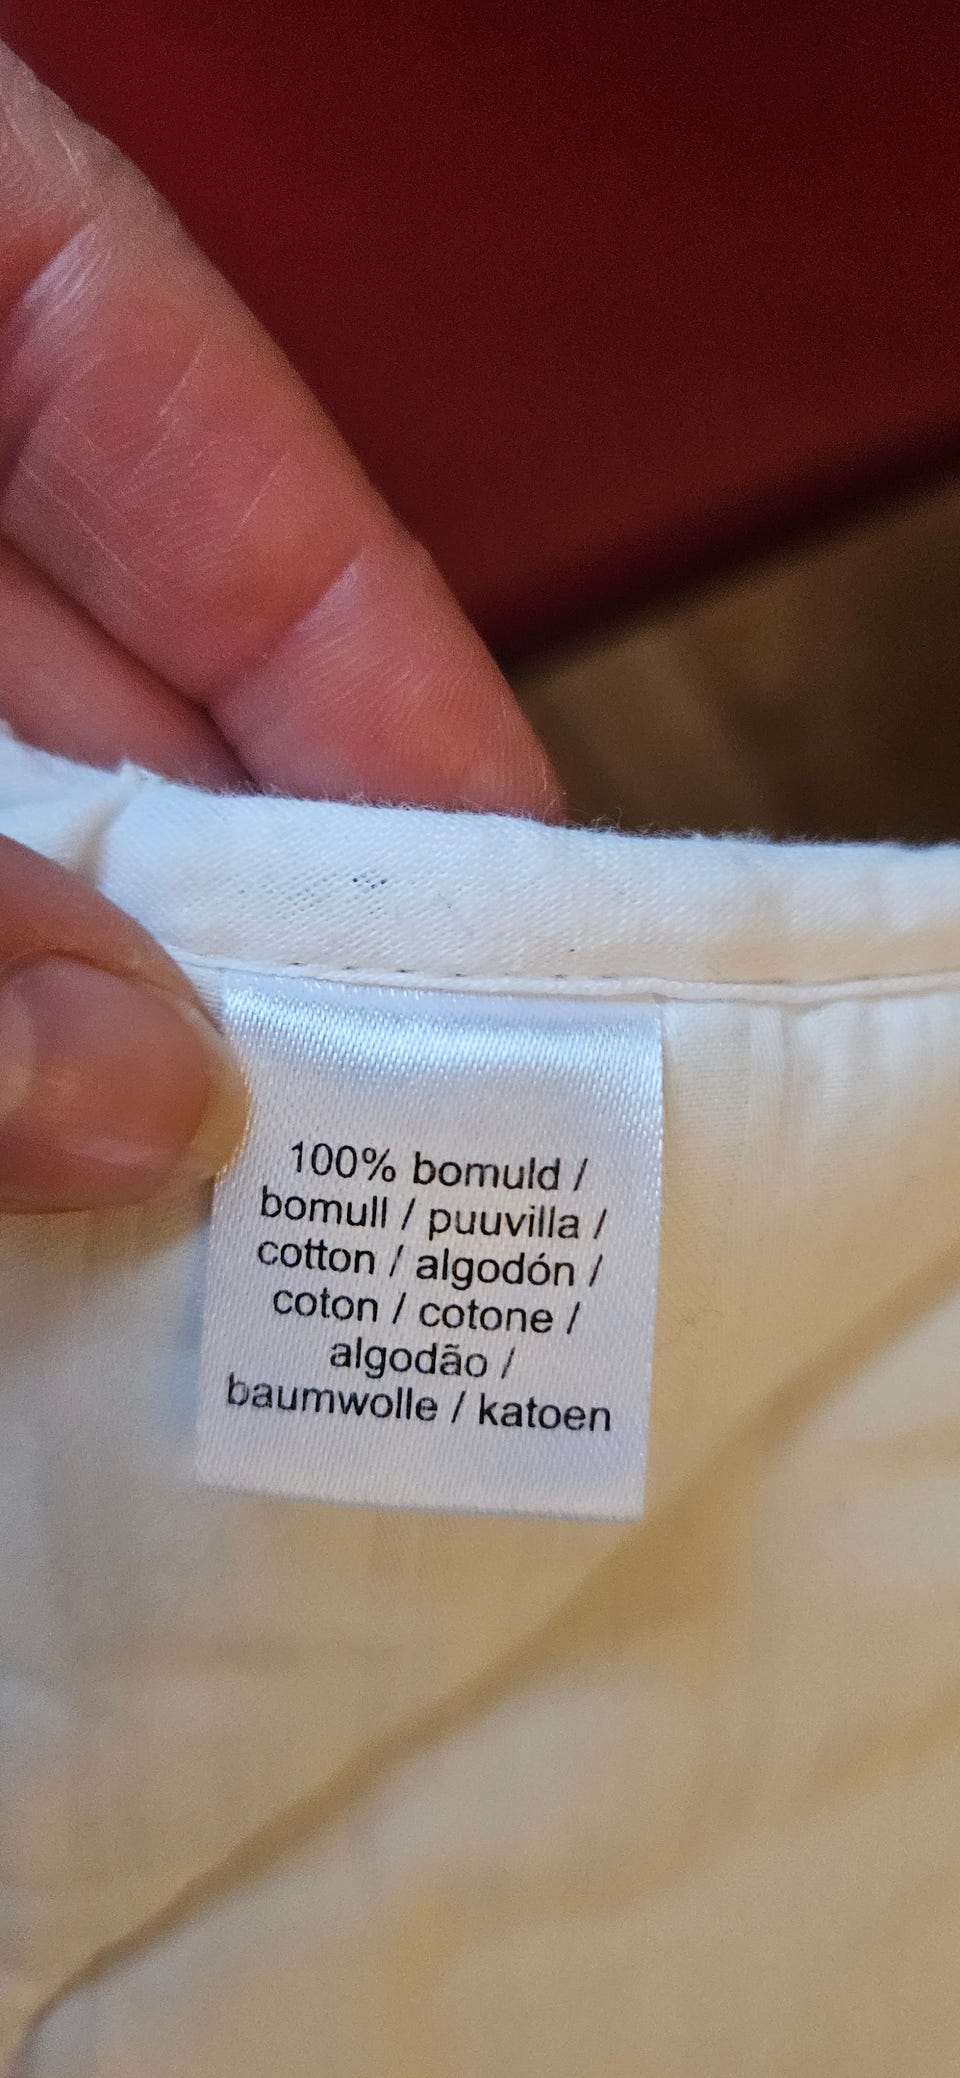 100% bomuld /
bomull / puuvilla /
cotton / algodón /
coton / cotone /
algodão /
baumwolle / katoen